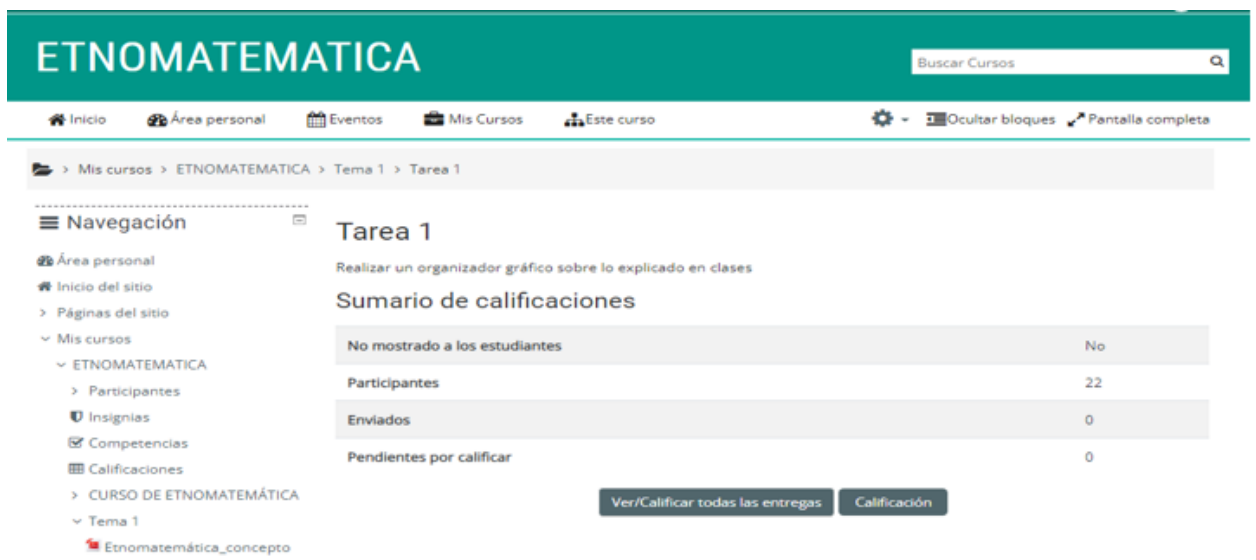 ETNOMATEMATICA
Buscar Cursos
Inicio Área personal Eventos Mis Cursos Este curso Ocultar bloques Pantalla completa
> Mis cursos > ETNOMATEMATICA > Tema 1 > Tarea 1
Navegación
Área personal
Inicio del sitio
> Páginas del sitio
Mis cursos
ETNOMATEMATICA
> Participantes
Insignias
Competencias
Calificaciones
> CURSO DE ETNOMATEMÁTICA
Tema 1
Etnomatemática_concepto
Tarea 1
Realizar un organizador gráfico sobre lo explicado en clases
Sumario de calificaciones
No mostrado a los estudiantes No
Participantes 22
Enviados 0
Pendientes por calificar 0
Ver/Calificar todas las entregas Calificación